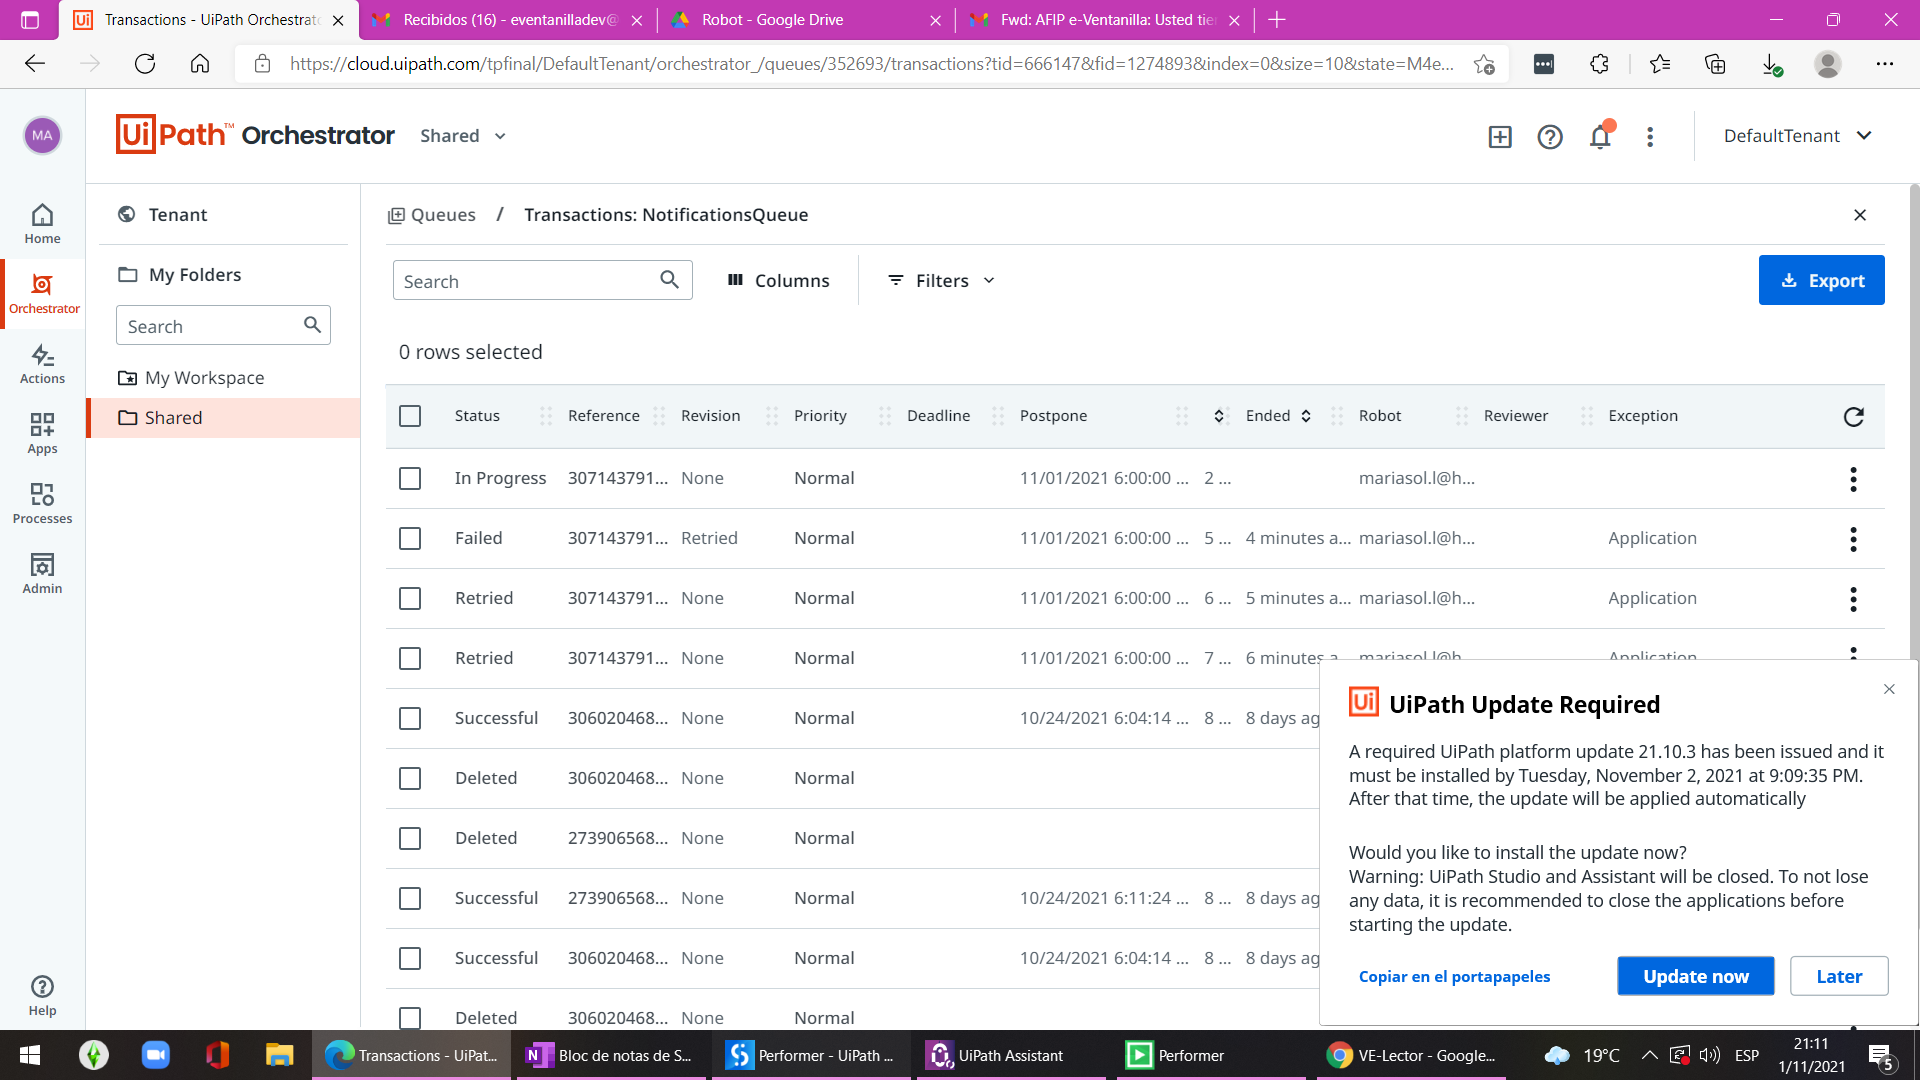 Transactions - UiPath Orchestrato
Recibidos (16) - eventanilladev@
Robot - Google Drive
Fwd: AFIP e-Ventanilla: Usted tie
https://cloud.uipath.com/tpfinal/DefaultTenant/orchestrator_/queues/352693/transactions?tid=666147&fid=1274893&index=0&size=10&state=M4e...
MA
UiPath™ Orchestrator
Shared
DefaultTenant
Home
Orchestrator
Actions
Apps
Processes
Admin
Help
Tenant
My Folders
Search
My Workspace
Shared
Queues / Transactions: NotificationsQueue
Search
Columns
Filters
Export
0 rows selected
Status Reference Revision Priority Deadline Postpone Ended Robot Reviewer Exception
In Progress 307143791... None Normal 11/01/2021 6:00:00 ... 2 ... mariasol.l@h...
Failed 307143791... Retried Normal 11/01/2021 6:00:00 ... 5 ... 4 minutes a... mariasol.l@h... Application
Retried 307143791... None Normal 11/01/2021 6:00:00 ... 6 ... 5 minutes a... mariasol.l@h... Application
Retried 307143791... None Normal 11/01/2021 6:00:00 ... 7 ... 6 minutes a mariasol.l@h Application
Successful 306020468... None Normal 10/24/2021 6:04:14 ... 8 ... 8 days ag
Deleted 306020468... None Normal
Deleted 273906568... None Normal
Successful 273906568... None Normal 10/24/2021 6:11:24 ... 8 ... 8 days ag
Successful 306020468... None Normal 10/24/2021 6:04:14 ... 8 ... 8 days ag
Deleted 306020468... None Normal
Ui UiPath Update Required
A required UiPath platform update 21.10.3 has been issued and it
must be installed by Tuesday, November 2, 2021 at 9:09:35 PM.
After that time, the update will be applied automatically
Would you like to install the update now?
Warning: UiPath Studio and Assistant will be closed. To not lose
any data, it is recommended to close the applications before
starting the update.
Copiar en el portapapeles
Update now
Later
Transactions - UiPat...
Bloc de notas de S...
Performer - UiPath ...
UiPath Assistant
Performer
VE-Lector - Google...
19°C
ESP
21:11
1/11/2021
5